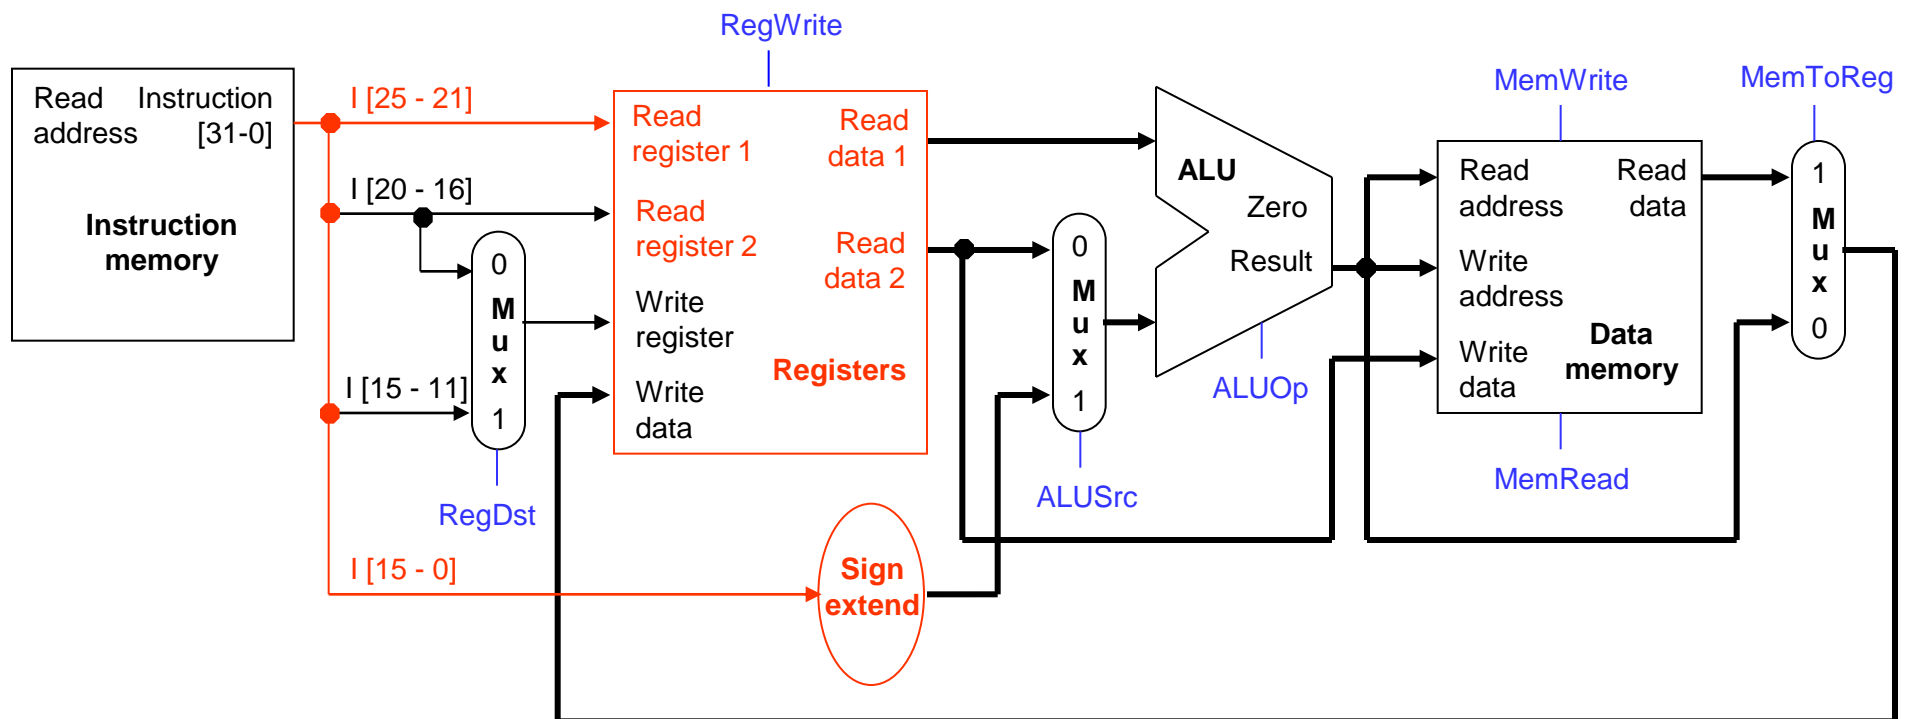 RegWrite
Read Instruction
address [31-0]
Instruction
memory
I [25 - 21]
I [20 - 16]
I [15 - 11]
I [15 - 0]
0
M
u
x
1
RegDst
Read
register 1
Read
data 1
Read
register 2
Read
data 2
Write
register
Registers
Write
data
Sign
extend
0
M
u
x
1
ALUSrc
ALU
Zero
Result
ALUOp
MemWrite
Read
address
Read
data
Write
address
Write
data
Data
memory
MemRead
MemToReg
1
M
u
x
0